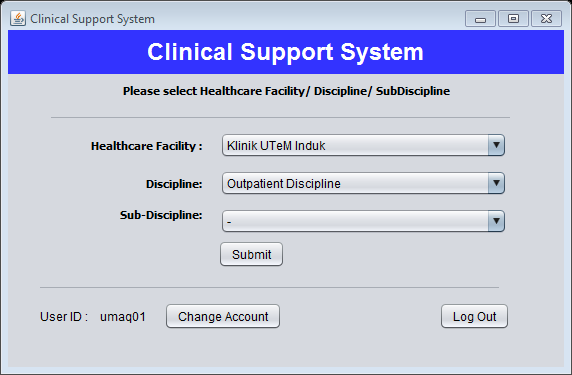 Clinical Support System
Clinical Support System
Please select Healthcare Facility/ Discipline/ SubDiscipline
Healthcare Facility : Klinik UTeM Induk
Discipline: Outpatient Discipline
Sub-Discipline: -
Submit
User ID : umaq01 Change Account Log Out